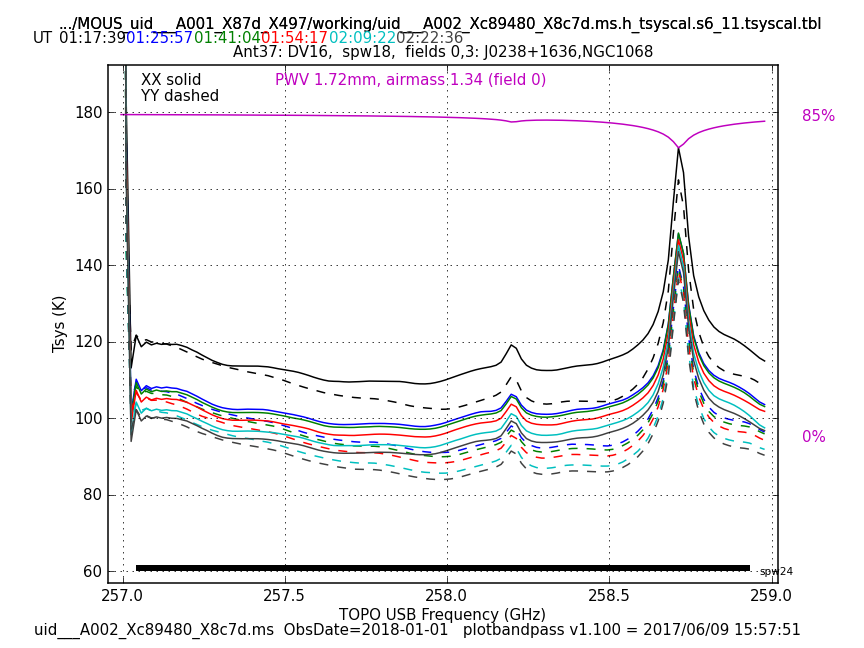 .../MOUS_uid___A001_X87d_X497/working/uid___A002_Xc89480_X8c7d.ms.h_tsyscal.s6_11.tsyscal.tbl
UT 01:17:39 01:25:57 01:41:04 01:54:17 02:09:22 02:22:36
Ant37: DV16, spw18, fields 0,3: J0238+1636,NGC1068
XX solid PWV 1.72mm, airmass 1.34 (field 0)
YY dashed
85%
0%
Tsys (K)
180
160
140
120
100
80
60
spw24
257.0 257.5 258.0 258.5 259.0
TOPO USB Frequency (GHz)
uid___A002_Xc89480_X8c7d.ms ObsDate=2018-01-01 plotbandpass v1.100 = 2017/06/09 15:57:51